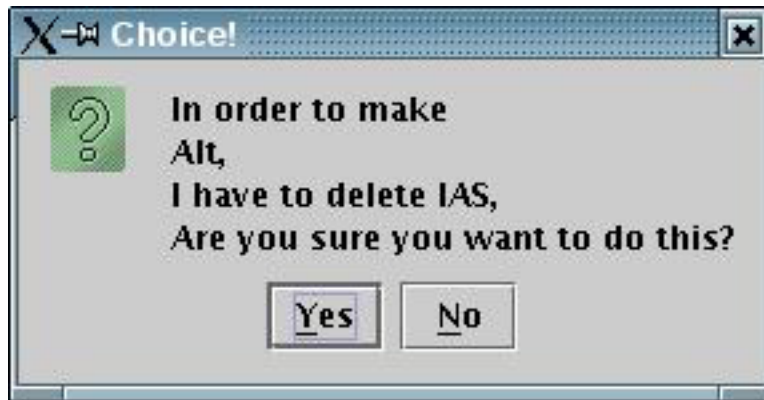 Choice!
In order to make
Alt,
I have to delete IAS,
Are you sure you want to do this?
Yes No